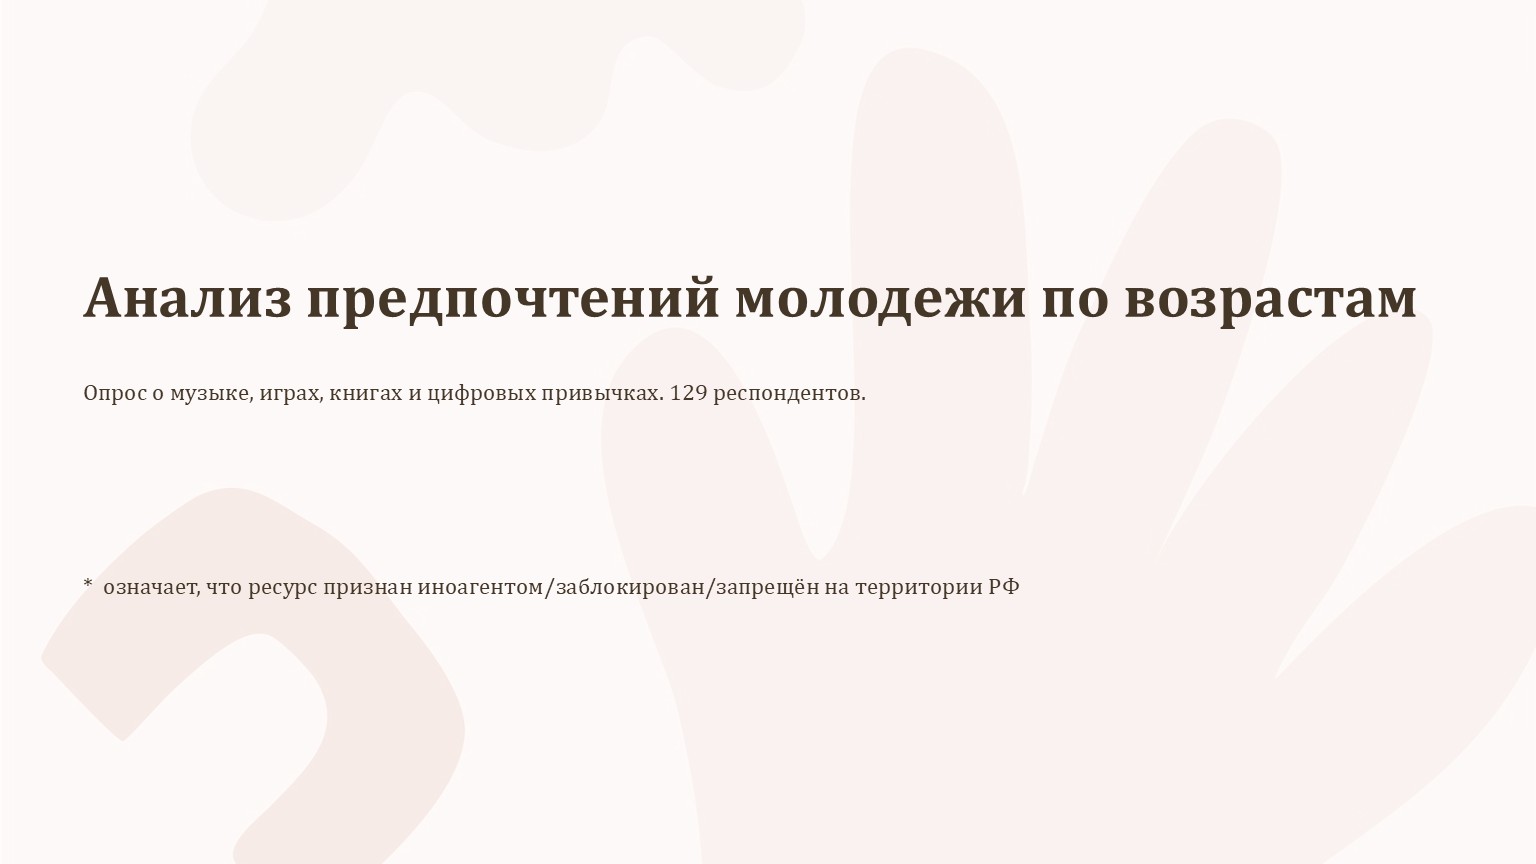 Анализ предпочтений молодежи по возрастам
Опрос о музыке, играх, книгах и цифровых привычках. 129 респондентов.
* означает, что ресурс признан иноагентом/заблокирован/запрещён на территории РФ